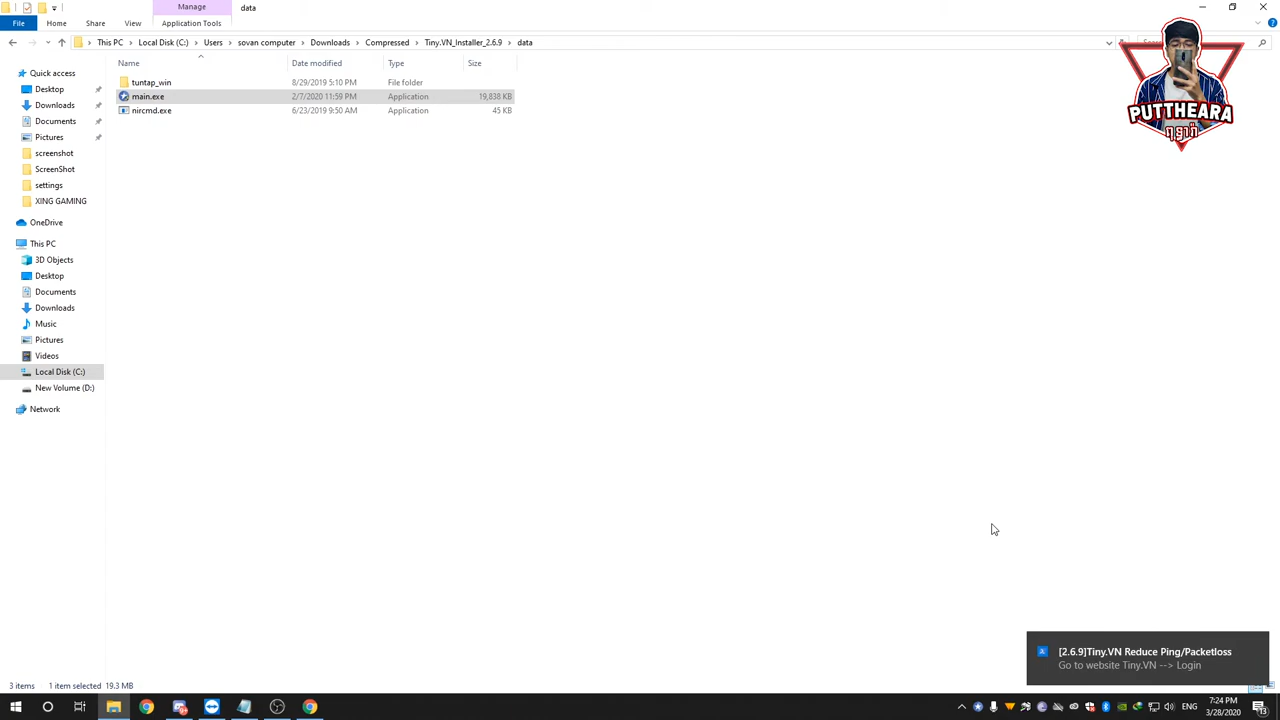 Manage
data
File
Home
Share
View
Application Tools
This PC
Local Disk (C:)
Users
sovan computer
Downloads
Compressed
Tiny.VN_Installer_2.6.9
data
Name
Date modified
Type
Size
tuntap_win
8/29/2019 5:10 PM
File folder
main.exe
2/7/2020 11:59 PM
Application
19,838 KB
nircmd.exe
6/23/2019 9:50 AM
Application
45 KB
Quick access
Desktop
Downloads
Documents
Pictures
screenshot
ScreenShot
settings
XING GAMING
OneDrive
This PC
3D Objects
Desktop
Documents
Downloads
Music
Pictures
Videos
Local Disk (C:)
New Volume (D:)
Network
PUTTHEARA
[2.6.9]Tiny.VN Reduce Ping/Packetloss
Go to website Tiny.VN --> Login
3 items
1 item selected
19.3 MB
ENG
7:24 PM
3/28/2020